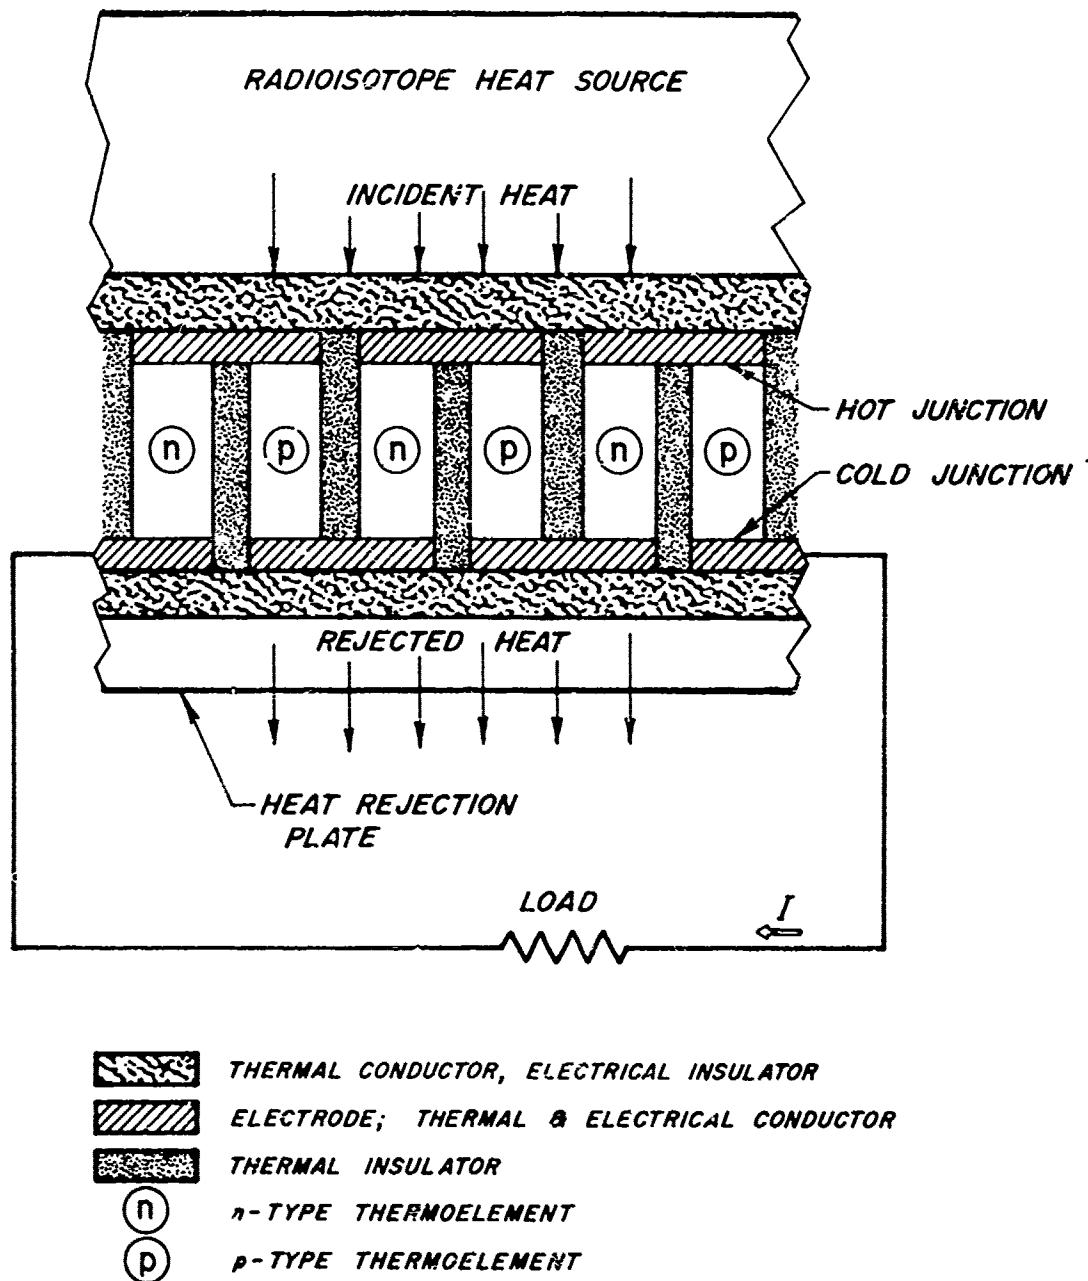 RADIOISOTOPE HEAT SOURCE
INCIDENT HEAT
n p n p n p
HOT JUNCTION
COLD JUNCTION
REJECTED HEAT
HEAT REJECTION
PLATE
LOAD
I
THERMAL CONDUCTOR, ELECTRICAL INSULATOR
ELECTRODE; THERMAL & ELECTRICAL CONDUCTOR
THERMAL INSULATOR
n n-TYPE THERMOELEMENT
p p-TYPE THERMOELEMENT